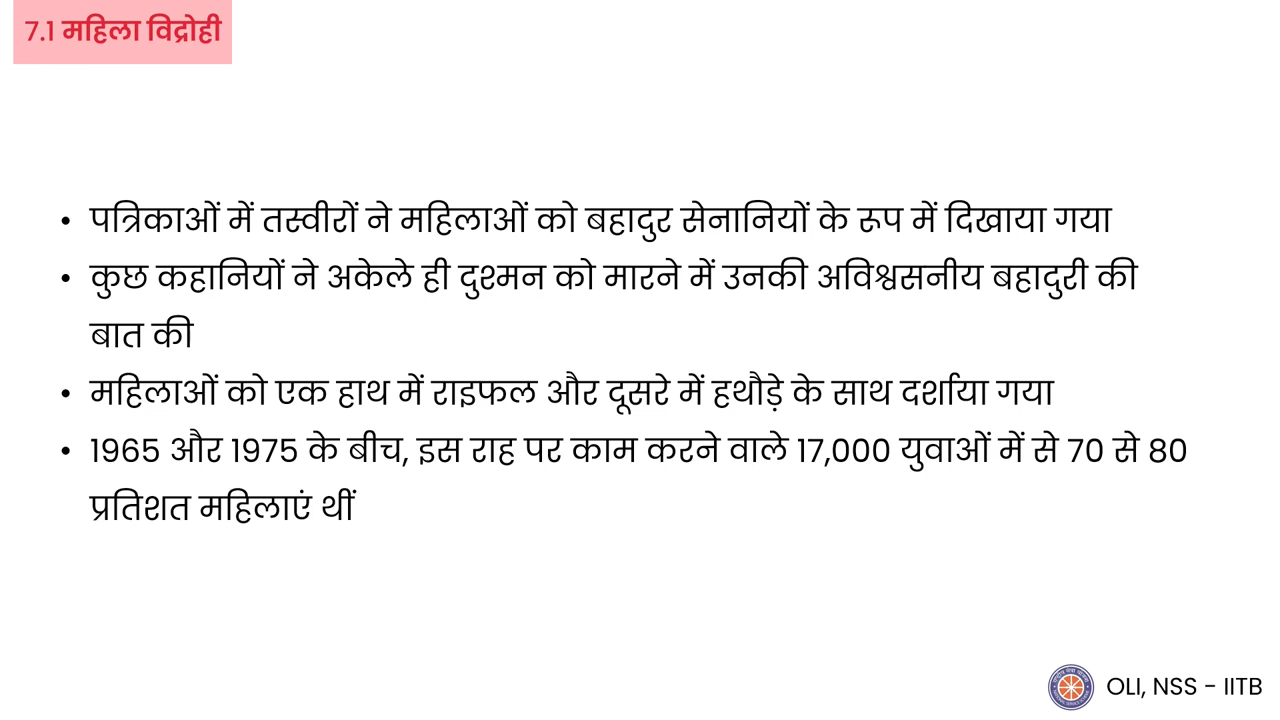 7.1 महिला विद्रोही
• पत्रिकाओं में तस्वीरों ने महिलाओं को बहादुर सेनानियों के रूप में दिखाया गया
• कुछ कहानियों ने अकेले ही दुश्मन को मारने में उनकी अविश्वसनीय बहादुरी की
बात की
• महिलाओं को एक हाथ में राइफल और दूसरे में हथौड़े के साथ दर्शाया गया
• 1965 और 1975 के बीच, इस राह पर काम करने वाले 17,000 युवाओं में से 70 से 80
प्रतिशत महिलाएं थीं
OLI, NSS - IITB